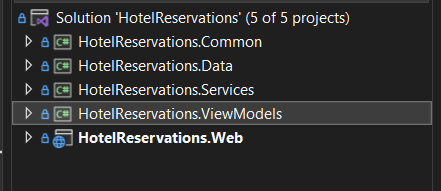 Solution 'HotelReservations' (5 of 5 projects)
C# HotelReservations.Common
C# HotelReservations.Data
C# HotelReservations.Services
C# HotelReservations.ViewModels
HotelReservations.Web